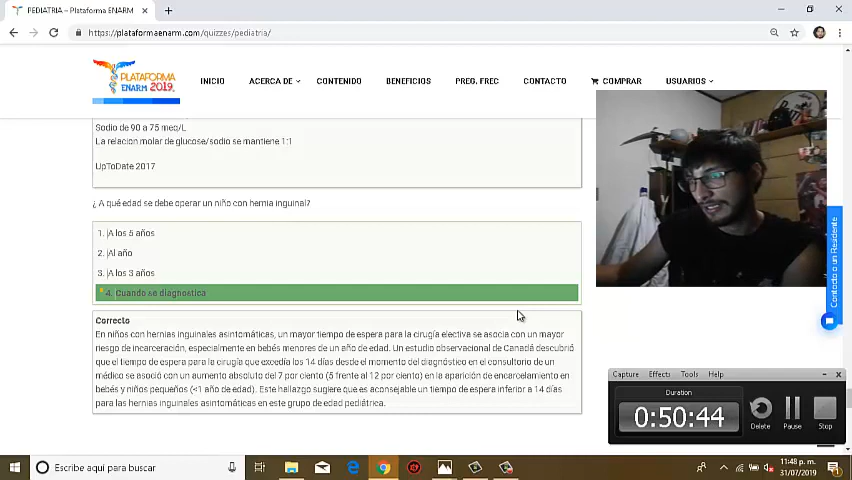 PEDIATRIA – Plataforma ENARM
https://plataformaenarm.com/quizzes/pediatria/
PLATAFORMA
ENARM 2019
INICIO
ACERCA DE
CONTENIDO
BENEFICIOS
PREG. FREC
CONTACTO
COMPRAR
USUARIOS
Sodio de 90 a 75 meq/L
La relacion molar de glucose/sodio se mantiene 1:1
UpToDate 2017
¿ A qué edad se debe operar un niño con hernia inguinal?
1. A los 5 años
2. Al año
3. A los 3 años
4. Cuando se diagnostica
Correcto
En niños con hernias inguinales asintomáticas, un mayor tiempo de espera para la cirugía electiva se asocia con un mayor
riesgo de incarceración, especialmente en bebés menores de un año de edad. Un estudio observacional de Canadá descubrió
que el tiempo de espera para la cirugía que excedía los 14 días desde el momento del diagnóstico en el consultorio de un
médico se asoció con un aumento absoluto del 7 por ciento (5 frente al 12 por ciento) en la aparición de encarcelamiento en
bebés y niños pequeños (<1 año de edad). Este hallazgo sugiere que es aconsejable un tiempo de espera inferior a 14 días
para las hernias inguinales asintomáticas en este grupo de edad pediátrica.
Contacto a un Residente
Capture
Effects
Tools
Help
Duration
0:50:44
Delete
Pause
Stop
Escribe aquí para buscar
11:48 p. m.
31/07/2019